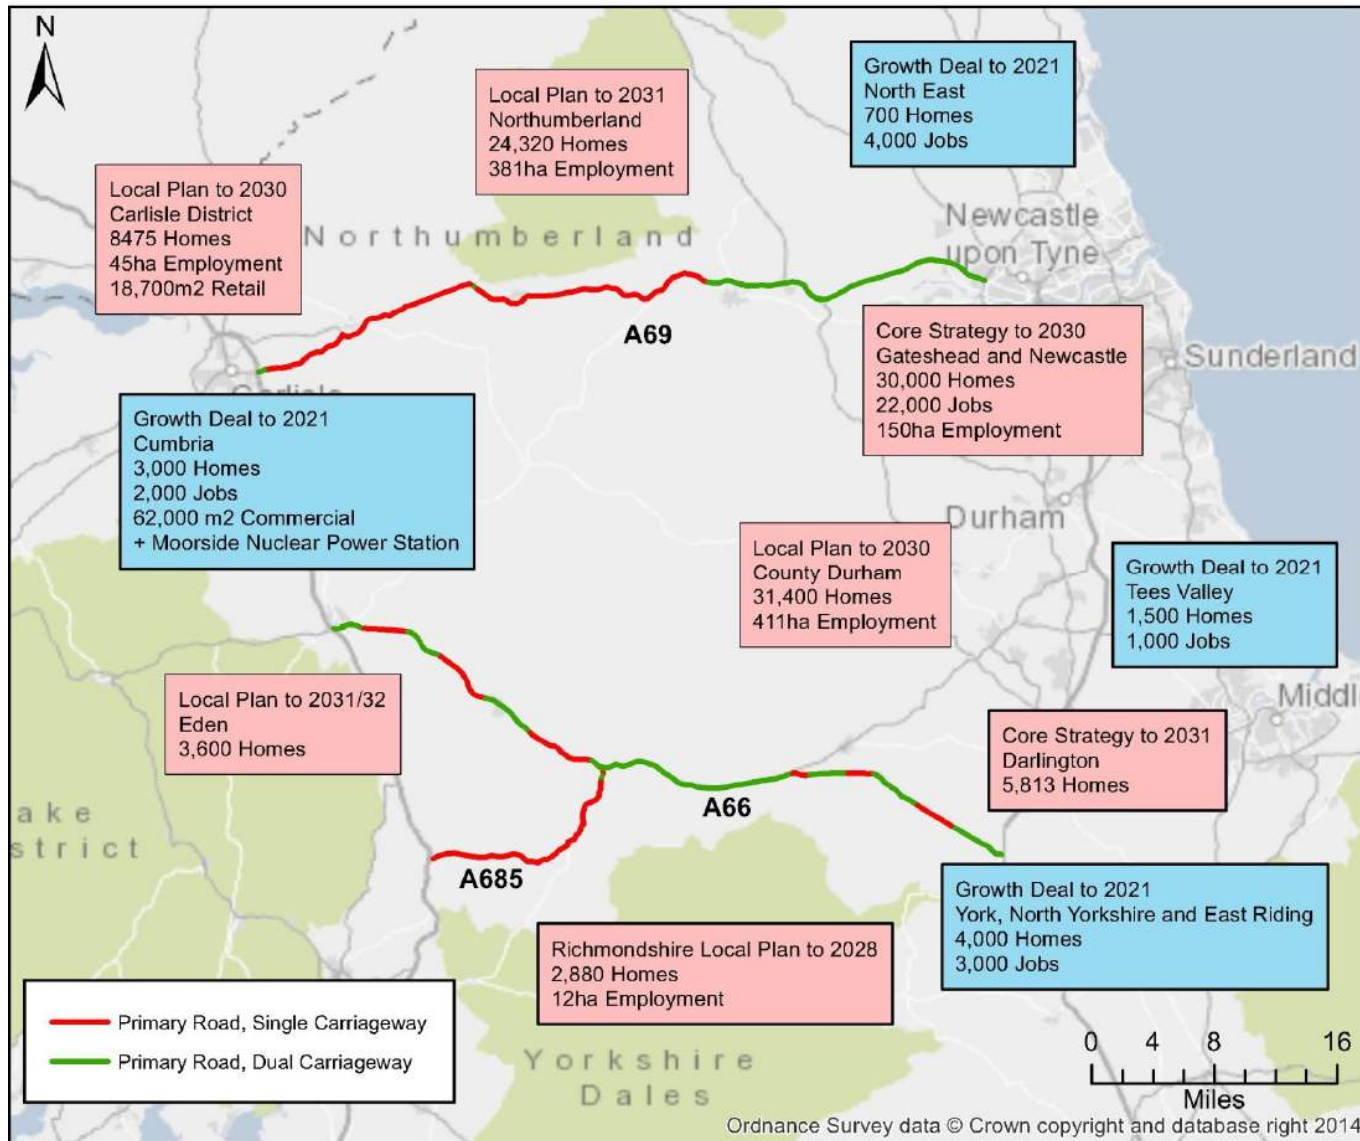 N
Local Plan to 2031
Northumberland
24,320 Homes
381ha Employment
Growth Deal to 2021
North East
700 Homes
4,000 Jobs
Local Plan to 2030
Carlisle District
8475 Homes
45ha Employment
18,700m2 Retail
Northumberland
Newcastle
upon Tyne
A69
Core Strategy to 2030
Gateshead and Newcastle
30,000 Homes
22,000 Jobs
150ha Employment
Sunderland
Growth Deal to 2021
Cumbria
3,000 Homes
2,000 Jobs
62,000 m2 Commercial
+ Moorside Nuclear Power Station
Durham
Local Plan to 2030
County Durham
31,400 Homes
411ha Employment
Growth Deal to 2021
Tees Valley
1,500 Homes
1,000 Jobs
Local Plan to 2031/32
Eden
3,600 Homes
Middl
Core Strategy to 2031
Darlington
5,813 Homes
A66
ake
strict
A685
Growth Deal to 2021
York, North Yorkshire and East Riding
4,000 Homes
3,000 Jobs
Richmondshire Local Plan to 2028
2,880 Homes
12ha Employment
Primary Road, Single Carriageway
Primary Road, Dual Carriageway
Yorkshire
Dales
0 4 8 16
Miles
Ordnance Survey data © Crown copyright and database right 2014